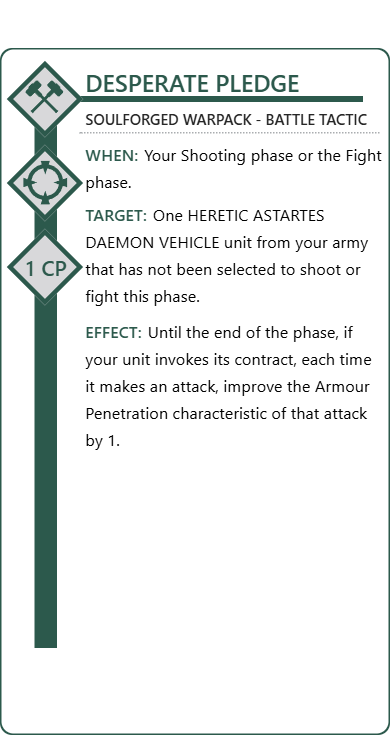 DESPERATE PLEDGE
SOULFORGED WARPACK - BATTLE TACTIC
WHEN: Your Shooting phase or the Fight
phase.
TARGET: One HERETIC ASTARTES
DAEMON VEHICLE unit from your army
1 CP
that has not been selected to shoot or
fight this phase.
EFFECT: Until the end of the phase, if
your unit invokes its contract, each time
it makes an attack, improve the Armour
Penetration characteristic of that attack
by 1.